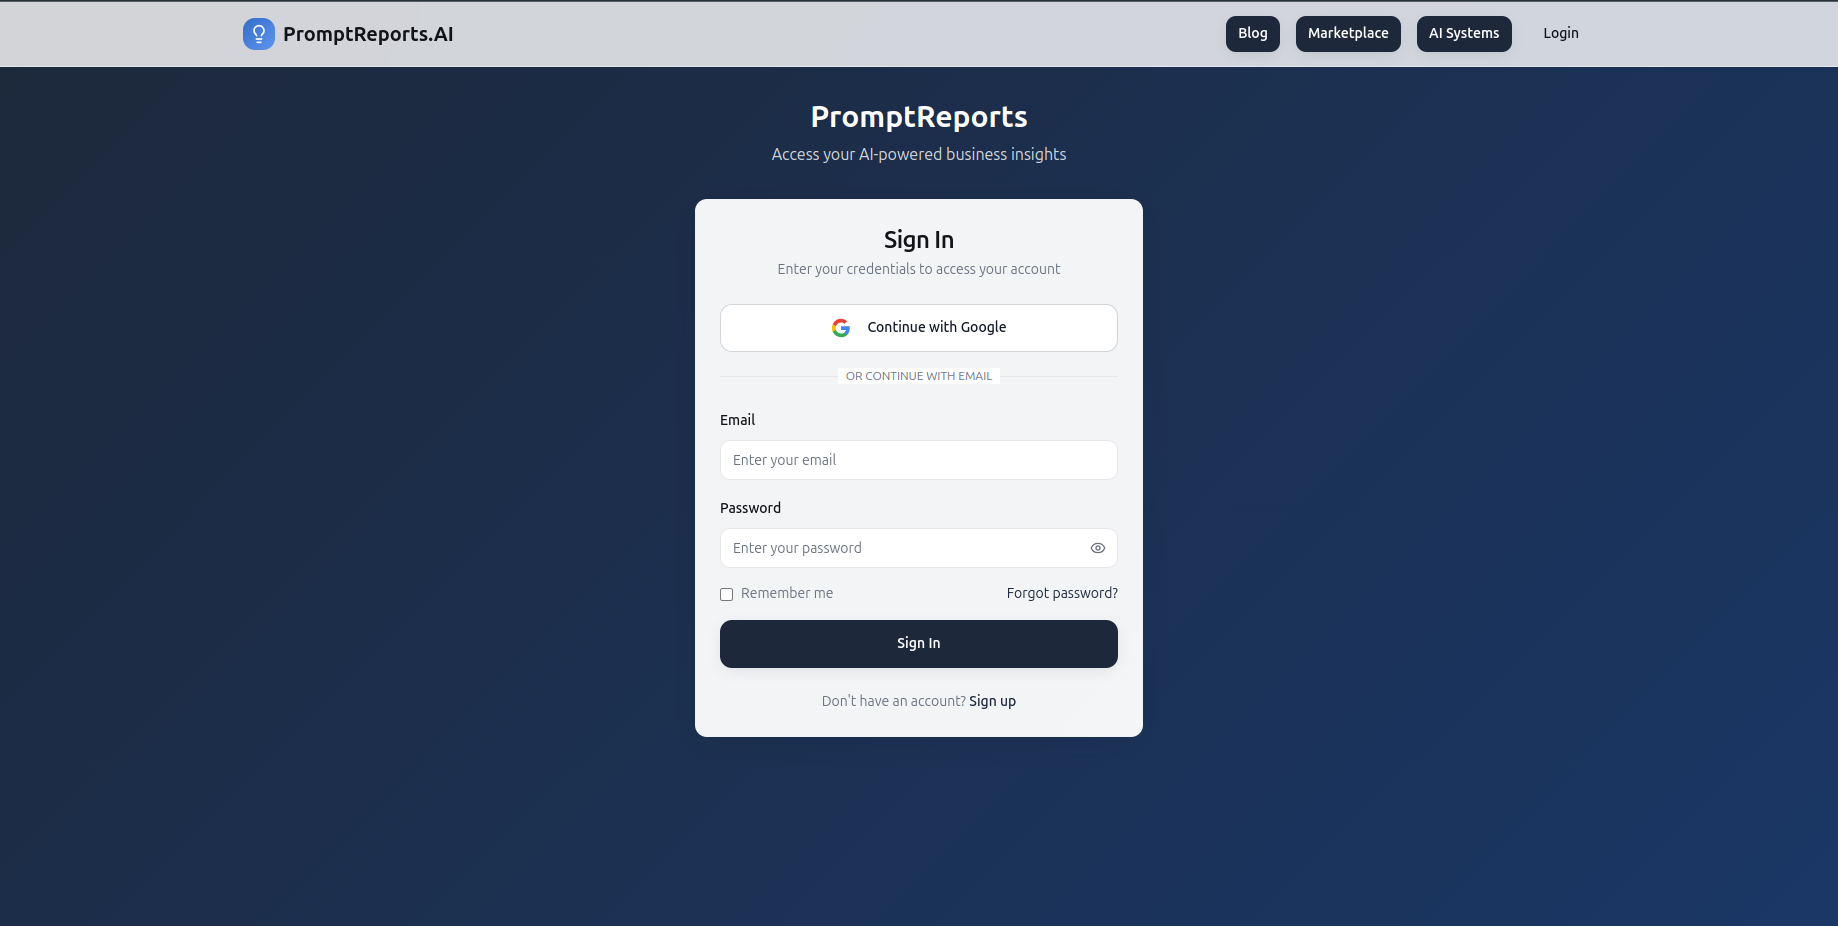 PromptReports.AI
Blog
Marketplace
AI Systems
Login
PromptReports
Access your AI-powered business insights
Sign In
Enter your credentials to access your account
Continue with Google
OR CONTINUE WITH EMAIL
Email
Enter your email
Password
Enter your password
Remember me
Forgot password?
Sign In
Don't have an account? Sign up